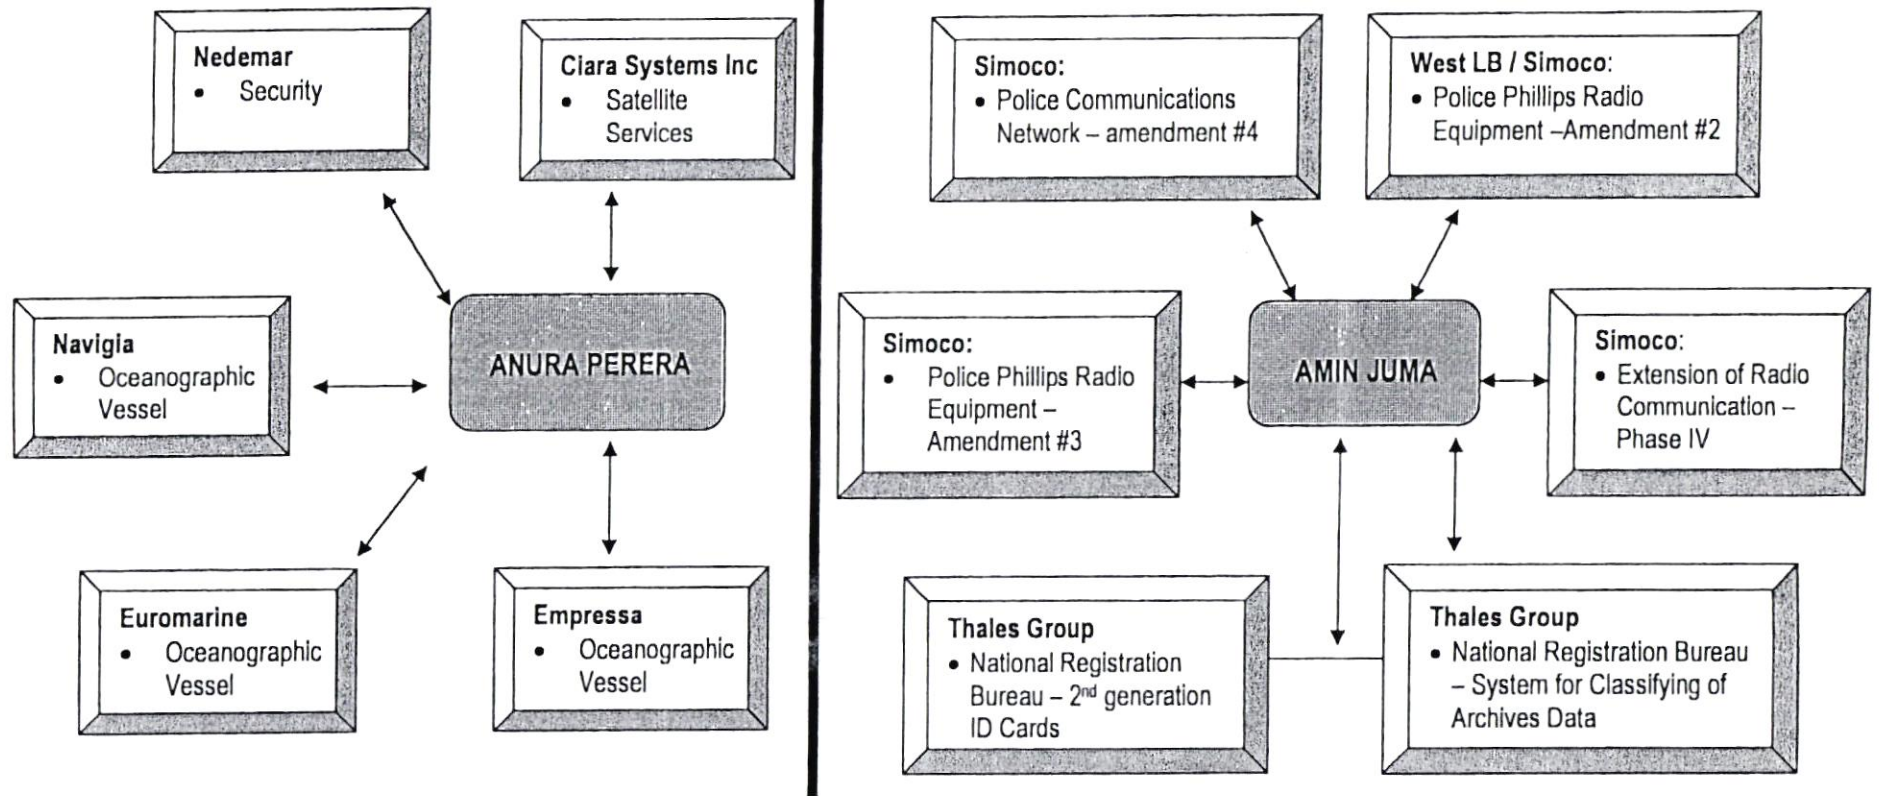 Nedemar
• Security
Ciara Systems Inc
• Satellite
Services
Navigia
• Oceanographic
Vessel
ANURA PERERA
Euromarine
• Oceanographic
Vessel
Empressa
• Oceanographic
Vessel
Simoco:
• Police Communications
Network – amendment #4
West LB / Simoco:
• Police Phillips Radio
Equipment –Amendment #2
Simoco:
• Police Phillips Radio
Equipment –
Amendment #3
AMIN JUMA
Simoco:
• Extension of Radio
Communication –
Phase IV
Thales Group
• National Registration
Bureau – 2nd generation
ID Cards
Thales Group
• National Registration Bureau
– System for Classifying of
Archives Data